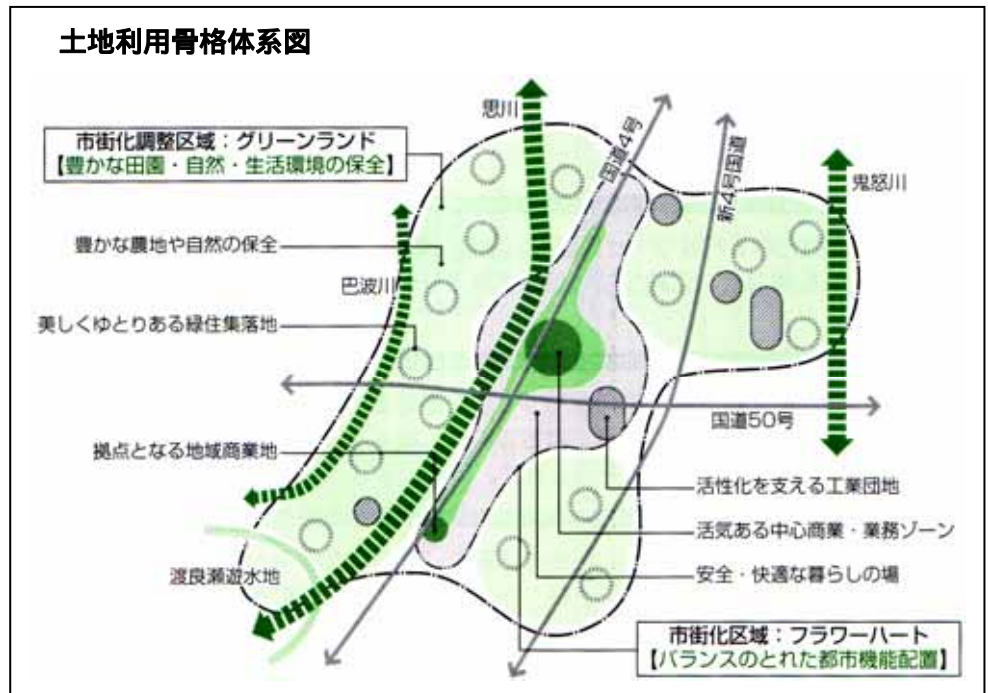 土地利用骨格体系図
思川
国道4号
新4号国道
鬼怒川
市街化調整区域：グリーンランド
【豊かな田園・自然・生活環境の保全】
豊かな農地や自然の保全
巴波川
美しくゆとりある緑住集落地
国道50号
拠点となる地域商業地
活性化を支える工業団地
活気ある中心商業・業務ゾーン
安全・快適な暮らしの場
渡良瀬遊水地
市街化区域：フラワーハート
【バランスのとれた都市機能配置】